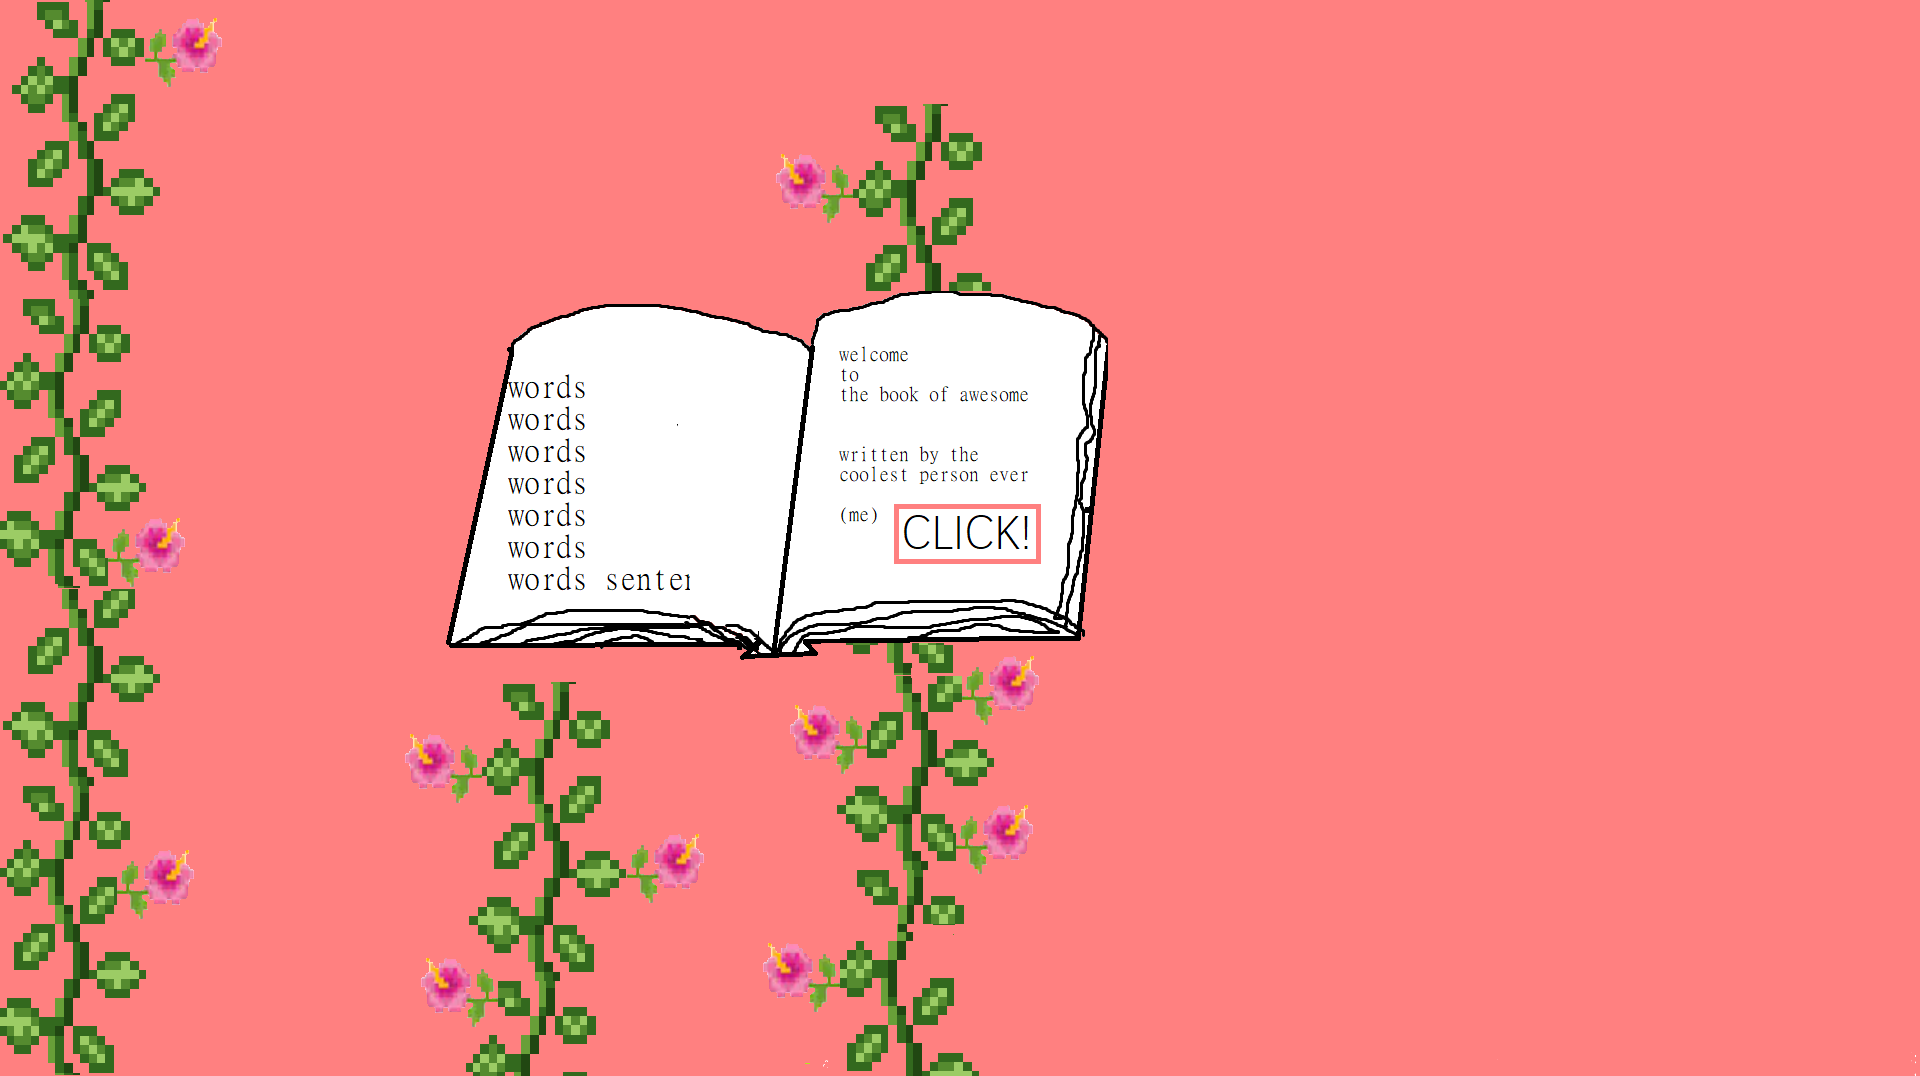 words
words
words
words
words
words
words senter
welcome
to
the book of awesome
written by the
coolest person ever
(me)
CLICK!